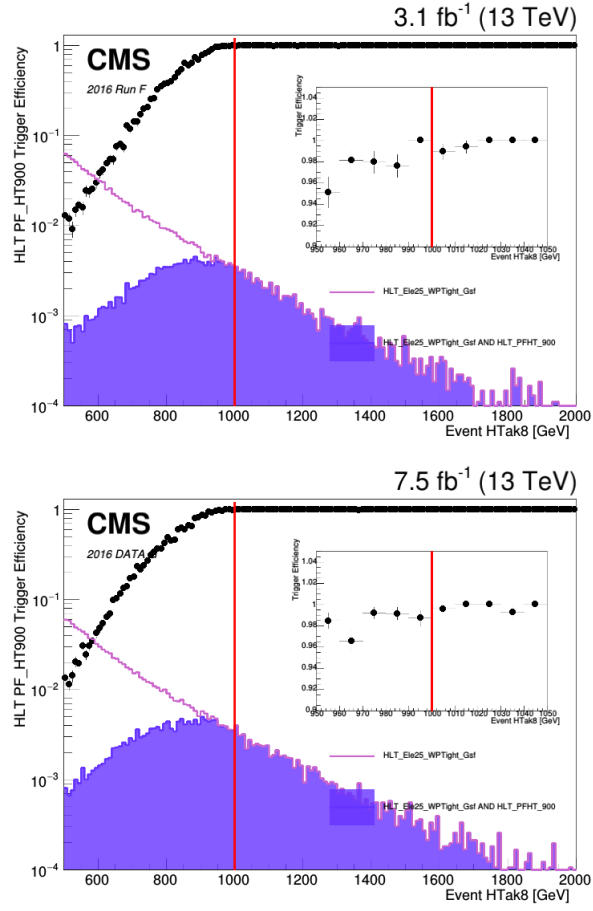 3.1 fb⁻¹ (13 TeV)
HLT PF_HT900 Trigger Efficiency
1
10⁻¹
10⁻²
10⁻³
10⁻⁴
CMS
2016 Run F
Trigger Efficiency
1.04
1.02
1
0.98
0.96
0.94
0.92
0.9
950 960 970 980 990 1000 1010 1020 1030 1040 1050
Event HTak8 [GeV]
HLT_Ele25_WPTight_Gsf
HLT_Ele25_WPTight_Gsf AND HLT_PFHT_900
600 800 1000 1200 1400 1600 1800 2000
Event HTak8 [GeV]
7.5 fb⁻¹ (13 TeV)
HLT PF_HT900 Trigger Efficiency
1
10⁻¹
10⁻²
10⁻³
10⁻⁴
CMS
2016 DATA
Trigger Efficiency
1.04
1.02
1
0.98
0.96
0.94
0.92
0.9
950 960 970 980 990 1000 1010 1020 1030 1040 1050
Event HTak8 [GeV]
HLT_Ele25_WPTight_Gsf
HLT_Ele25_WPTight_Gsf AND HLT_PFHT_900
600 800 1000 1200 1400 1600 1800 2000
Event HTak8 [GeV]